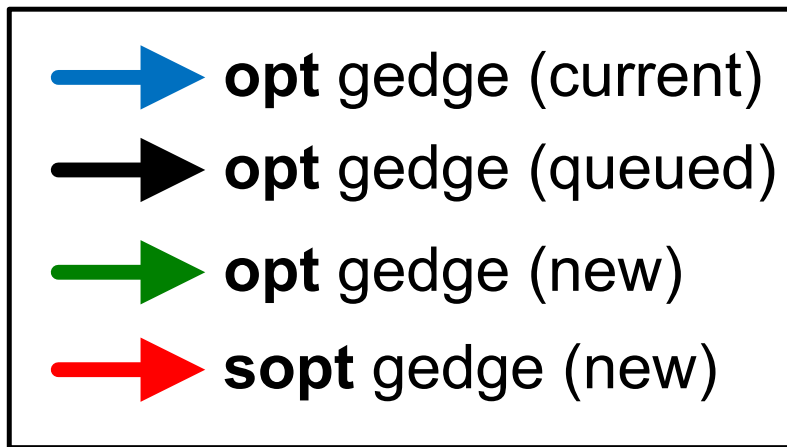 opt gedge (current)
opt gedge (queued)
opt gedge (new)
sopt gedge (new)